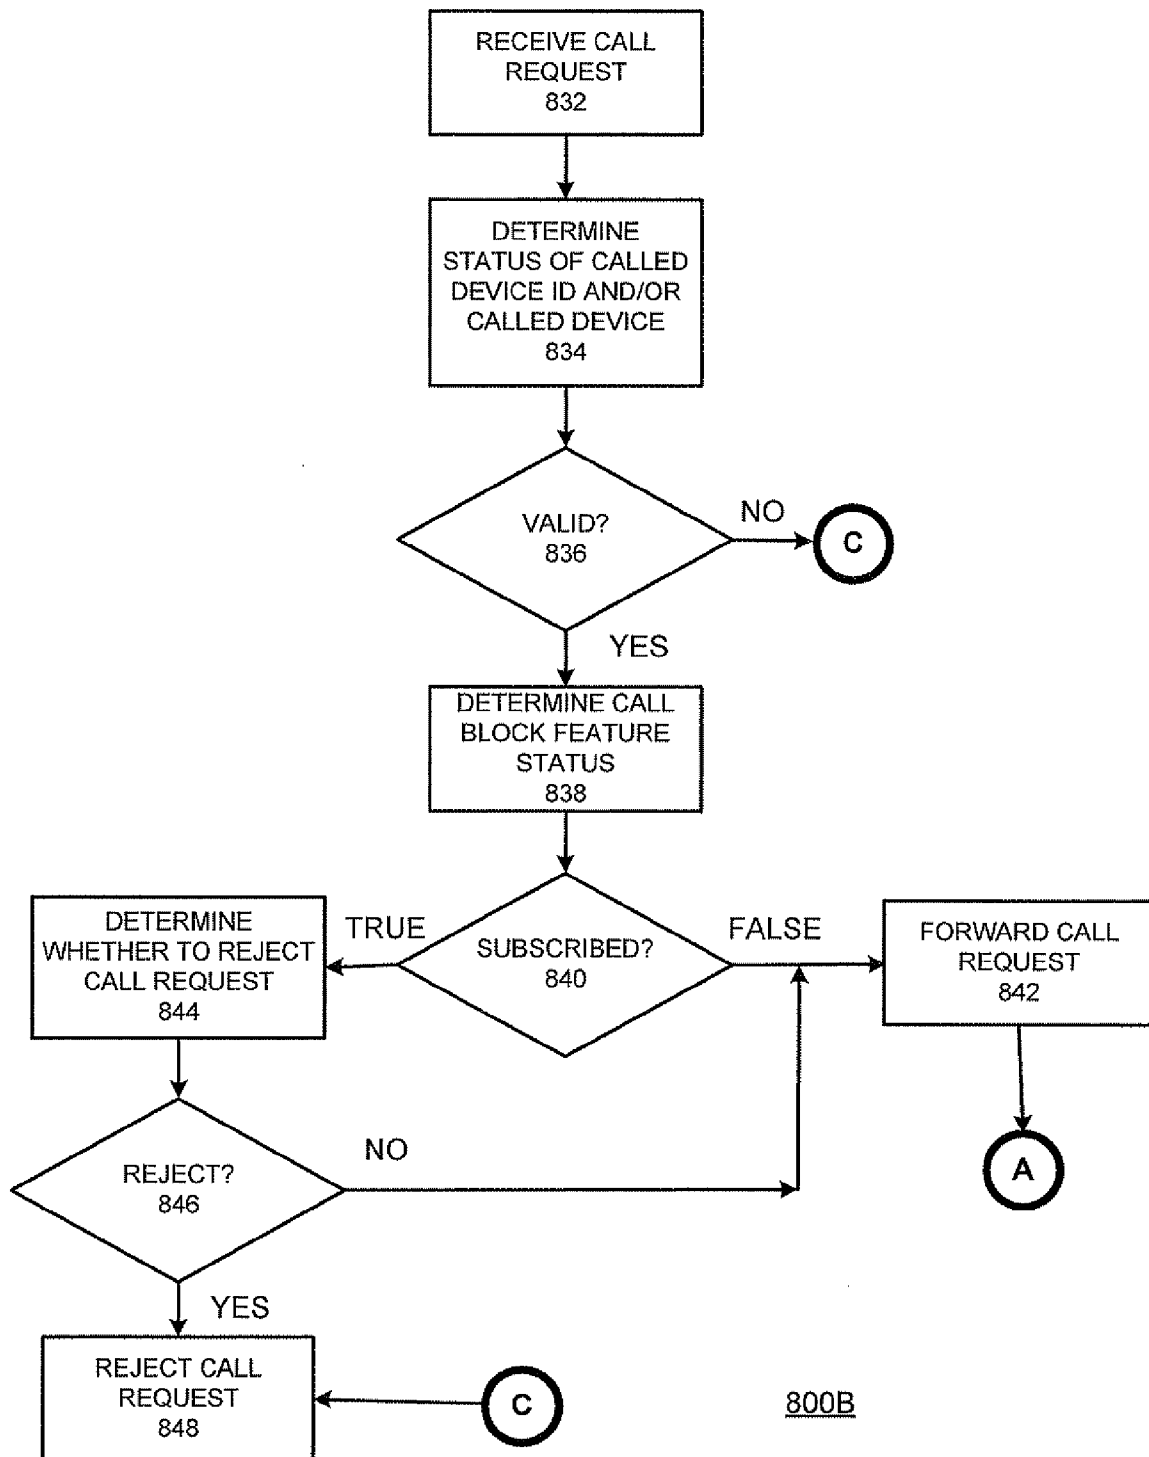 RECEIVE CALL
REQUEST
832
DETERMINE
STATUS OF CALLED
DEVICE ID AND/OR
CALLED DEVICE
834
VALID?
836
NO
C
YES
DETERMINE CALL
BLOCK FEATURE
STATUS
838
DETERMINE
WHETHER TO REJECT
CALL REQUEST
844
TRUE
SUBSCRIBED?
840
FALSE
FORWARD CALL
REQUEST
842
REJECT?
846
NO
A
YES
REJECT CALL
REQUEST
848
C
800B